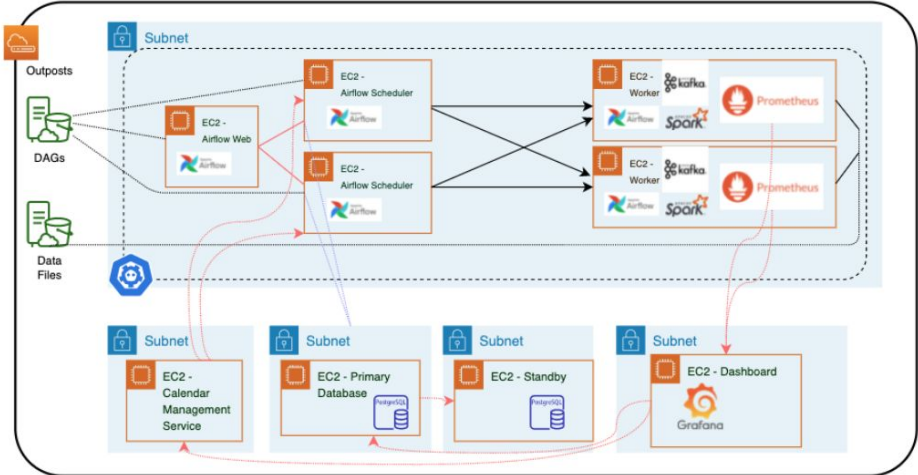 Subnet
Outposts
EC2 -
Airflow Scheduler
Airflow
EC2 -
Worker
kafka
Airflow
Spark
Prometheus
DAGs
EC2 -
Airflow Web
Airflow
EC2 -
Airflow Scheduler
Airflow
EC2 -
Worker
kafka
Airflow
Spark
Prometheus
Data
Files
Subnet
EC2 -
Calendar
Management
Service
Subnet
EC2 - Primary
Database
PostgreSQL
Subnet
EC2 - Standby
PostgreSQL
Subnet
EC2 - Dashboard
Grafana